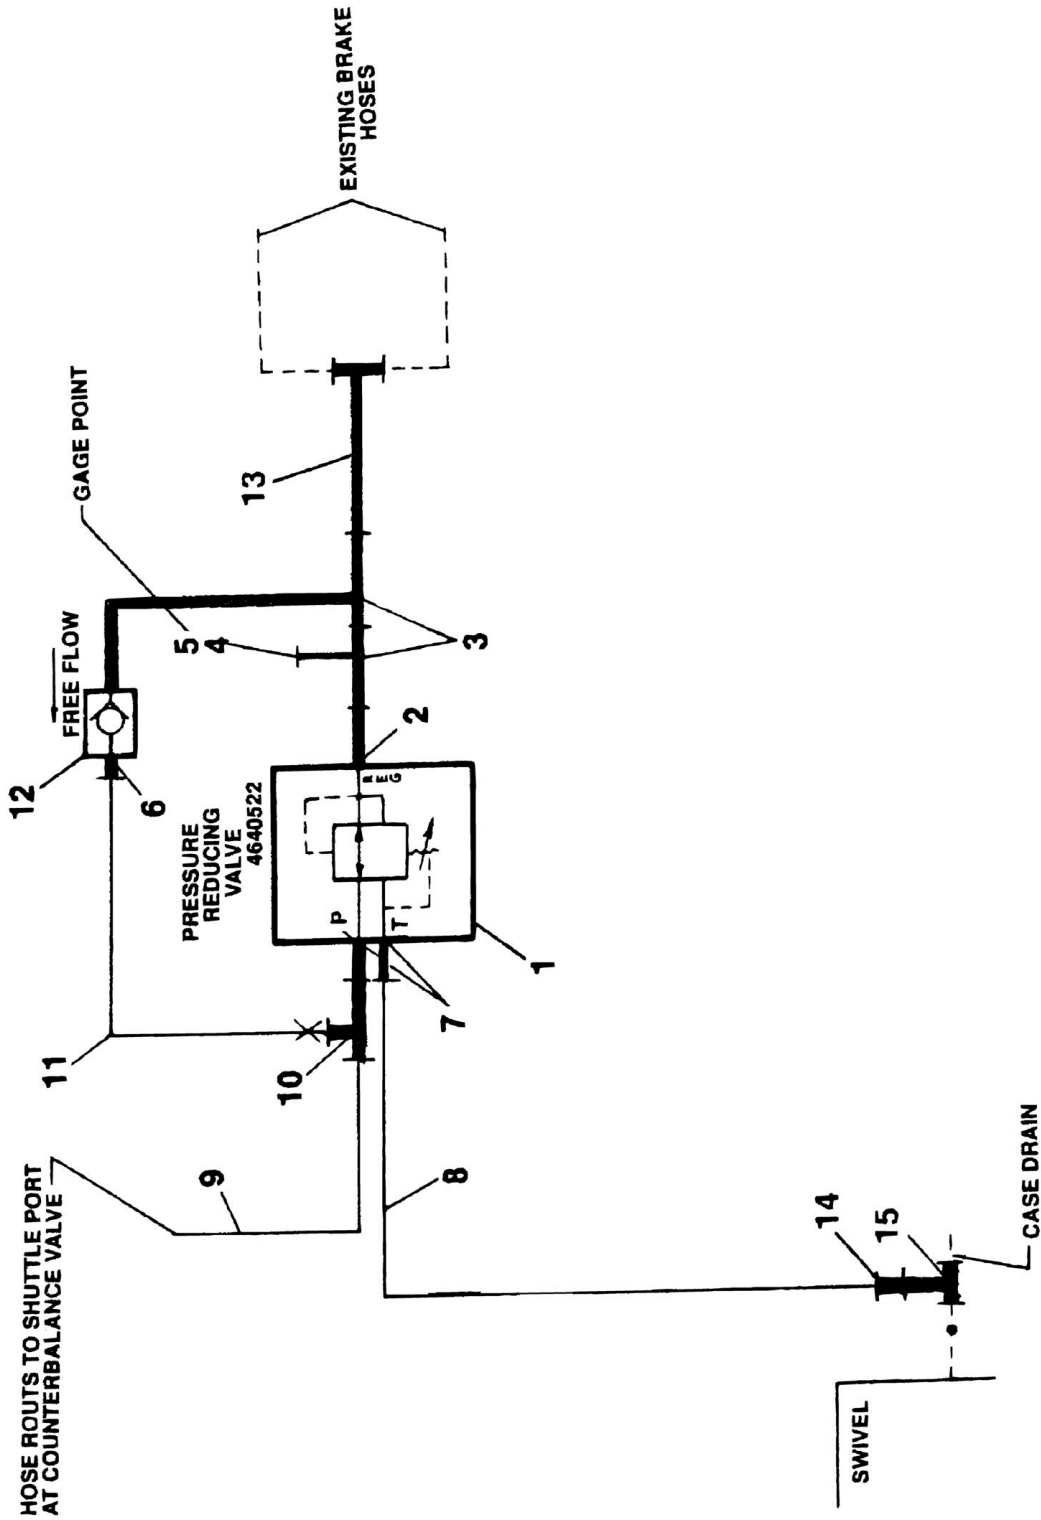 HOSE ROUTS TO SHUTTLE PORT
AT COUNTERBALANCE VALVE
9
11
10
12
6
FREE FLOW
GAGE POINT
5
4
3
2
13
EXISTING BRAKE
HOSES
PRESSURE
REDUCING
VALVE
4640522
REG
P
T
1
7
8
14
15
CASE DRAIN
SWIVEL